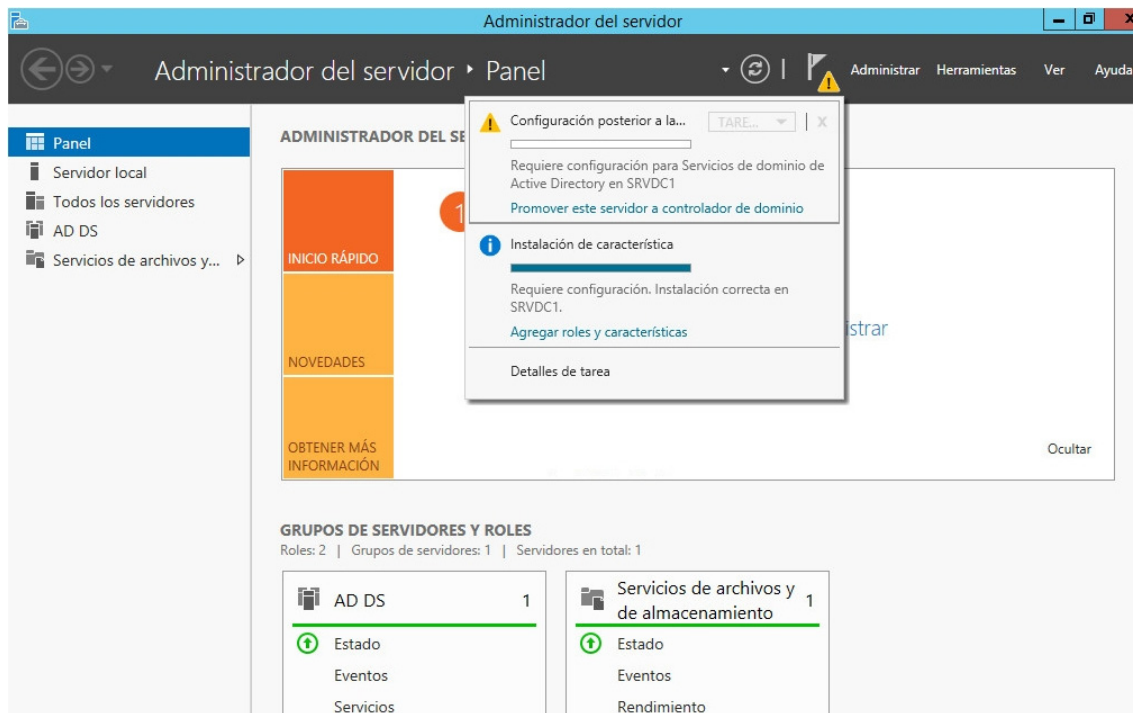 Administrador del servidor
Administrador del servidor ‣ Panel
Administrar Herramientas Ver Ayuda
Panel
Servidor local
Todos los servidores
AD DS
Servicios de archivos y...
ADMINISTRADOR DEL SE
Configuración posterior a la... TARE... X
Requiere configuración para Servicios de dominio de
Active Directory en SRVDC1
Promover este servidor a controlador de dominio
Instalación de característica
Requiere configuración. Instalación correcta en
SRVDC1.
Agregar roles y características
Detalles de tarea
1
INICIO RÁPIDO
istrar
NOVEDADES
OBTENER MÁS
INFORMACIÓN
Ocultar
GRUPOS DE SERVIDORES Y ROLES
Roles: 2 | Grupos de servidores: 1 | Servidores en total: 1
AD DS 1
Estado
Eventos
Servicios
Servicios de archivos y
de almacenamiento 1
Estado
Eventos
Rendimiento